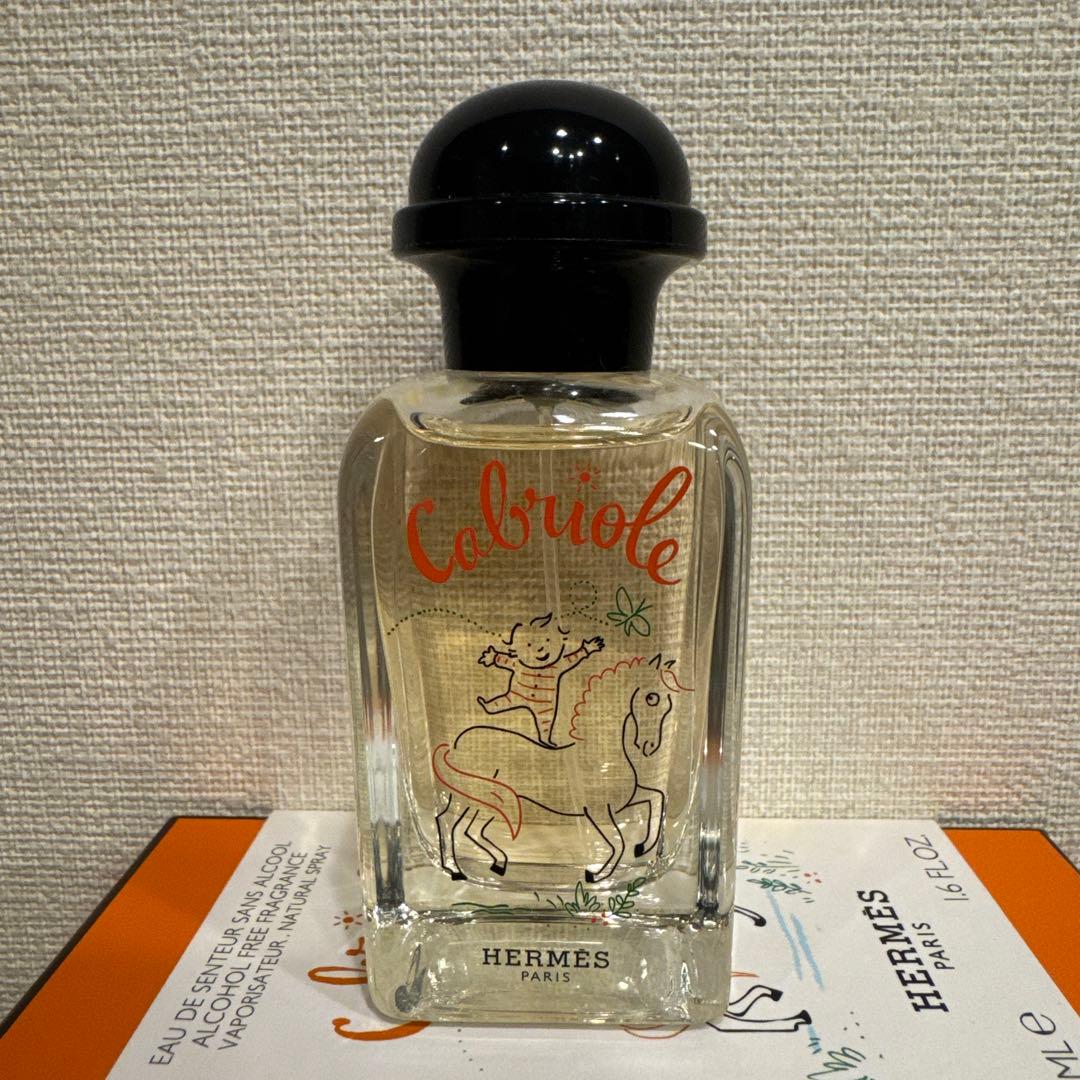 Cabriole
HERMÈS
PARIS
EAU DE SENTEUR SANS ALCOOL
ALCOHOL FREE FRAGRANCE
VAPORISATEUR . NATURAL SPRAY
HERMÈS
PARIS
1.6 FL.OZ
ML e